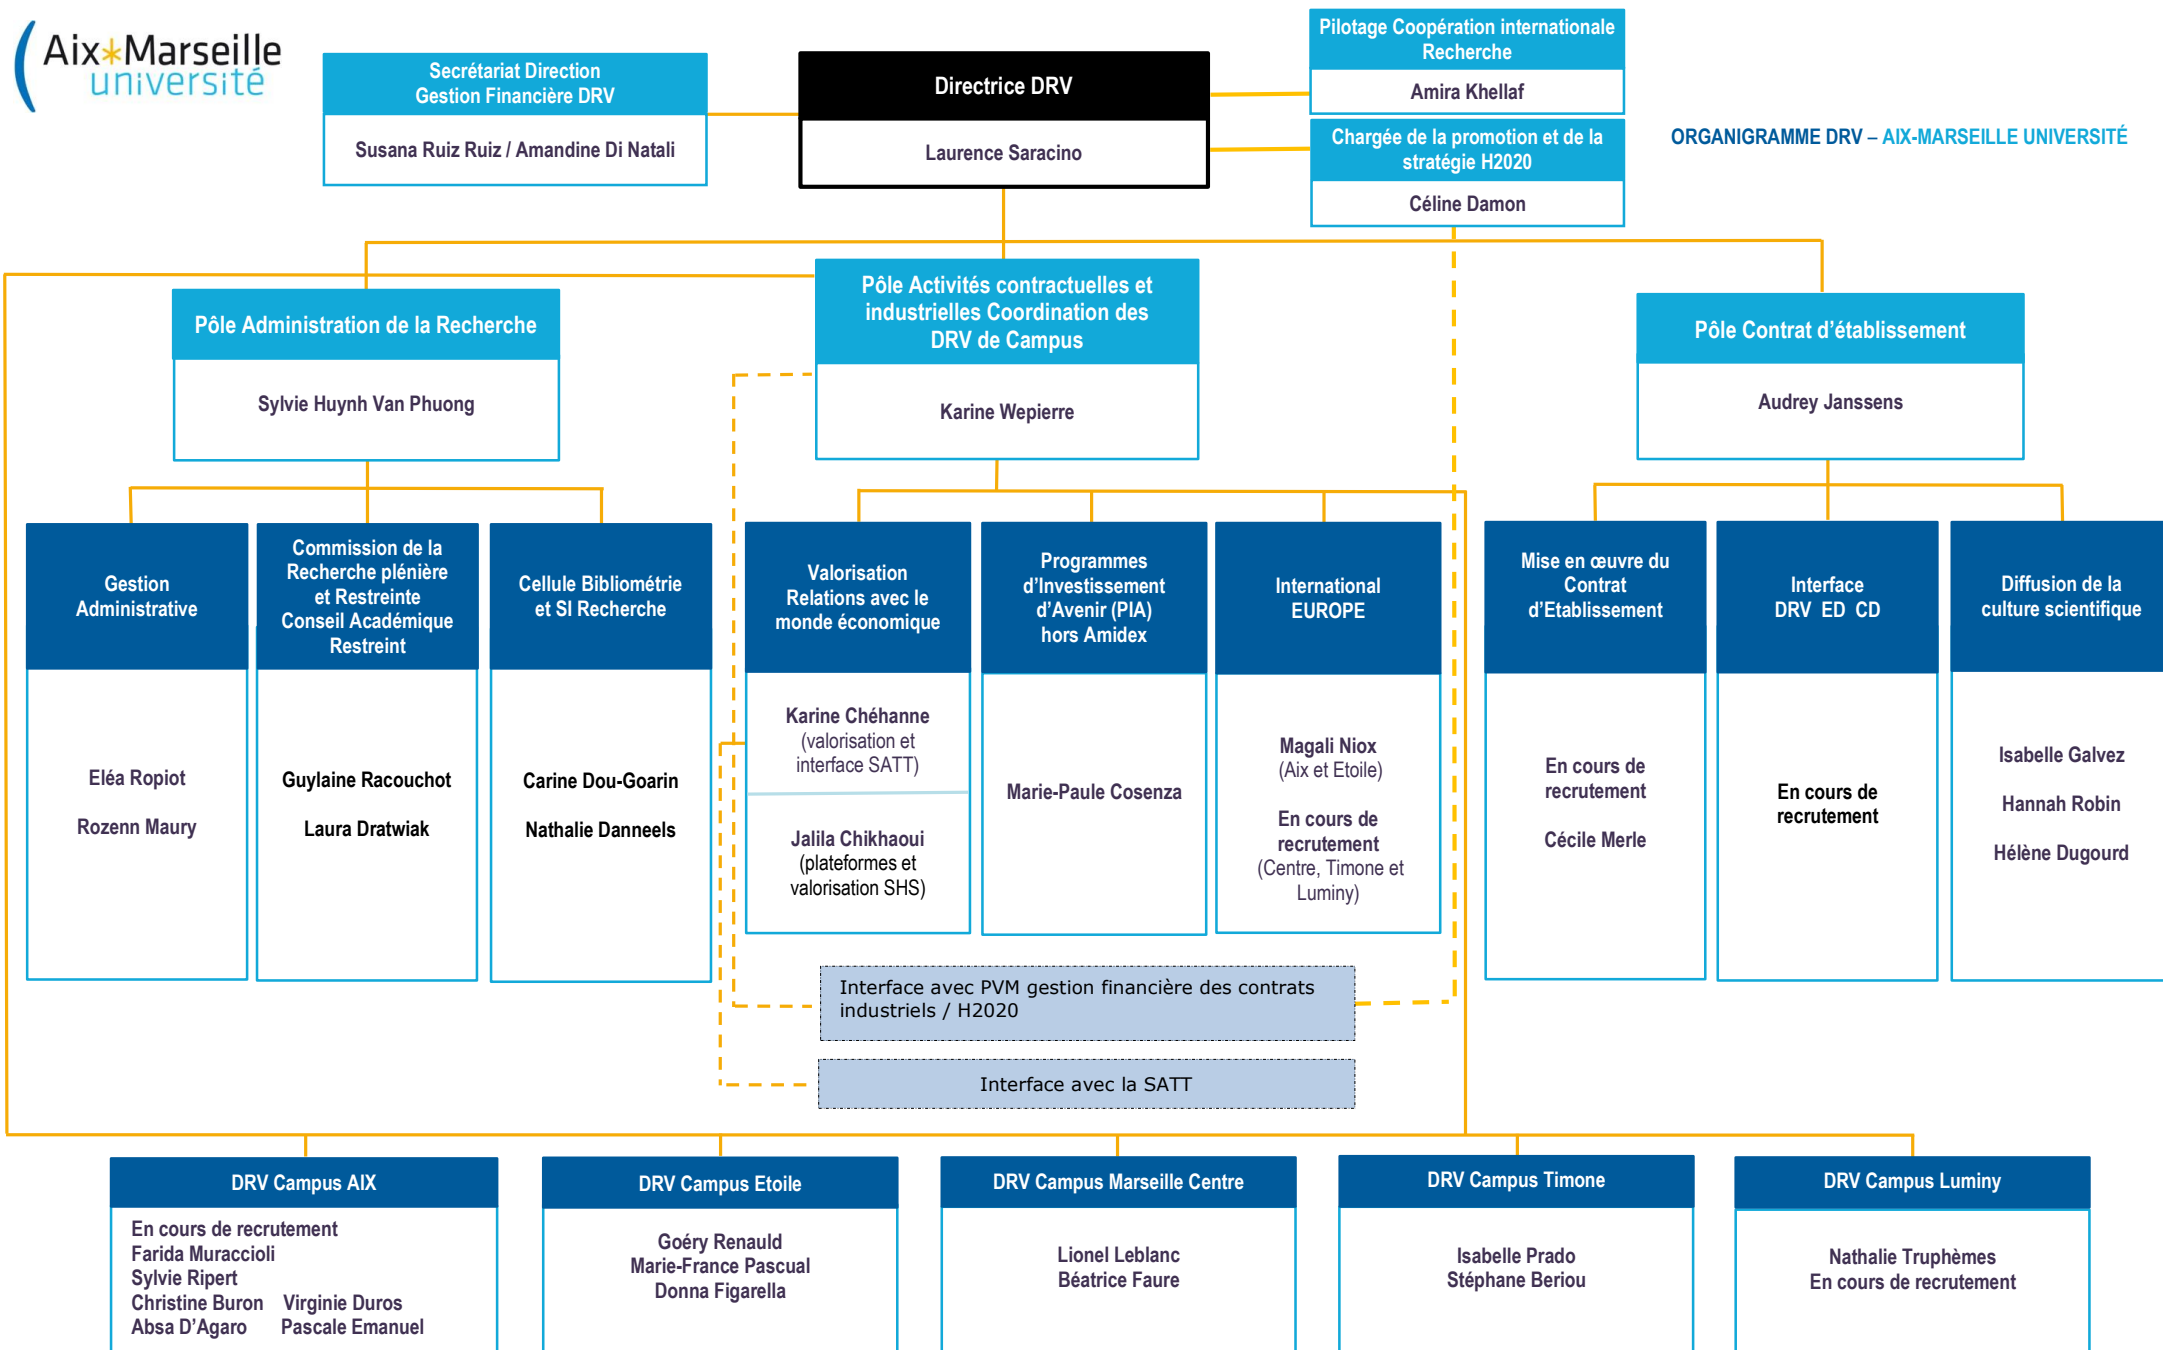 Aix*Marseille
université
Secrétariat Direction
Gestion Financière DRV
Susana Ruiz Ruiz / Amandine Di Natali
Directrice DRV
Laurence Saracino
Pilotage Coopération internationale
Recherche
Amira Khellaf
Chargée de la promotion et de la
stratégie H2020
Céline Damon
ORGANIGRAMME DRV – AIX-MARSEILLE UNIVERSITÉ
Pôle Administration de la Recherche
Sylvie Huynh Van Phuong
Pôle Activités contractuelles et
industrielles Coordination des
DRV de Campus
Karine Wepierre
Pôle Contrat d'établissement
Audrey Janssens
Gestion
Administrative
Eléa Ropiot
Rozenn Maury
Commission de la
Recherche plénière
et Restreinte
Conseil Académique
Restreint
Guylaine Racouchot
Laura Dratwiak
Cellule Bibliométrie
et SI Recherche
Carine Dou-Goarin
Nathalie Danneels
Valorisation
Relations avec le
monde économique
Karine Chéhanne
(valorisation et
interface SATT)
Jalila Chikhaoui
(plateformes et
valorisation SHS)
Programmes
d'Investissement
d'Avenir (PIA)
hors Amidex
Marie-Paule Cosenza
International
EUROPE
Magali Niox
(Aix et Etoile)
En cours de
recrutement
(Centre, Timone et
Luminy)
Mise en œuvre du
Contrat
d'Etablissement
En cours de
recrutement
Cécile Merle
Interface
DRV ED CD
En cours de
recrutement
Diffusion de la
culture scientifique
Isabelle Galvez
Hannah Robin
Hélène Dugourd
Interface avec PVM gestion financière des contrats
industriels / H2020
Interface avec la SATT
DRV Campus AIX
En cours de recrutement
Farida Muraccioli
Sylvie Ripert
Christine Buron Virginie Duros
Absa D'Agaro Pascale Emanuel
DRV Campus Etoile
Goéry Renauld
Marie-France Pascual
Donna Figarella
DRV Campus Marseille Centre
Lionel Leblanc
Béatrice Faure
DRV Campus Timone
Isabelle Prado
Stéphane Beriou
DRV Campus Luminy
Nathalie Truphèmes
En cours de recrutement